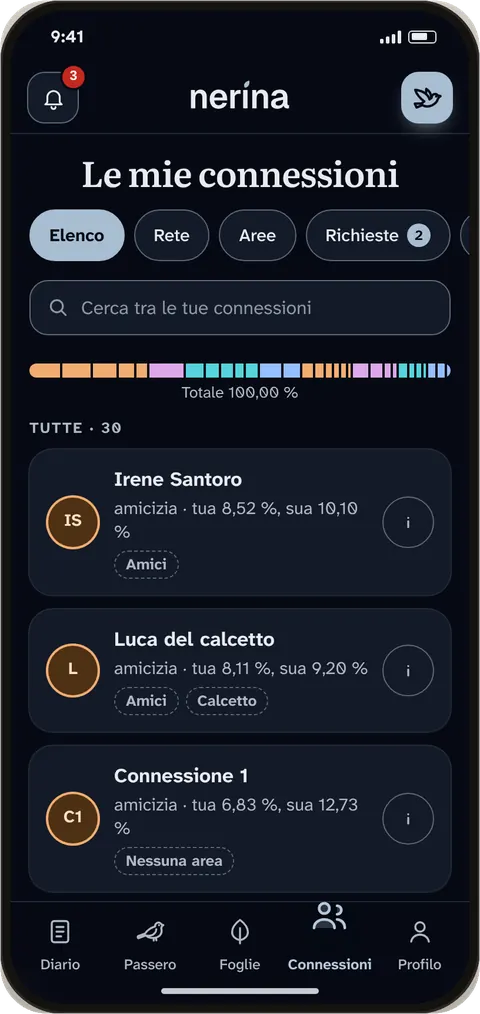 9:41
3
nerina
Le mie connessioni
Elenco
Rete
Aree
Richieste 2
Cerca tra le tue connessioni
Totale 100,00 %
TUTTE · 30
IS
Irene Santoro
amicizia · tua 8,52 %, sua 10,10
%
Amici
i
L
Luca del calcetto
amicizia · tua 8,11 %, sua 9,20 %
Amici Calcetto
i
C1
Connessione 1
amicizia · tua 6,83 %, sua 12,73
%
Nessuna area
i
Diario
Passero
Foglie
Connessioni
Profilo